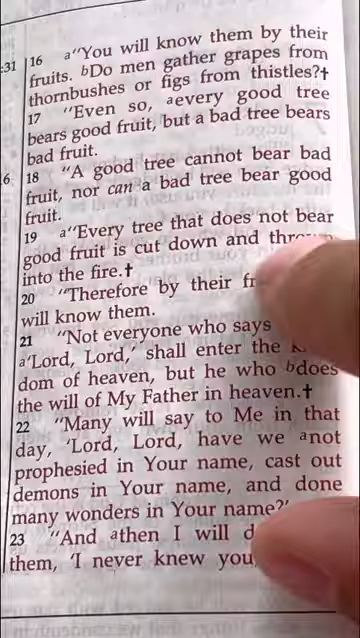 :31
16 a"You will know them by their
fruits. bDo men gather grapes from
thornbushes or figs from thistles?†
17 "Even so, aevery good tree
bears good fruit, but a bad tree bears
bad fruit.
6
18 "A good tree cannot bear bad
fruit, nor can a bad tree bear good
fruit.
19 a"Every tree that does not bear
good fruit is cut down and
into the fire.†
20 "Therefore by their
will know them.
21 "Not everyone who says
a'Lord, Lord,' shall enter the
dom of heaven, but he who bdoes
the will of My Father in heaven.†
22 "Many will say to Me in that
day, 'Lord, Lord, have we anot
prophesied in Your name, cast out
demons in Your name, and done
many wonders in Your name?'
23 "And athen I will
them, 'I never knew you